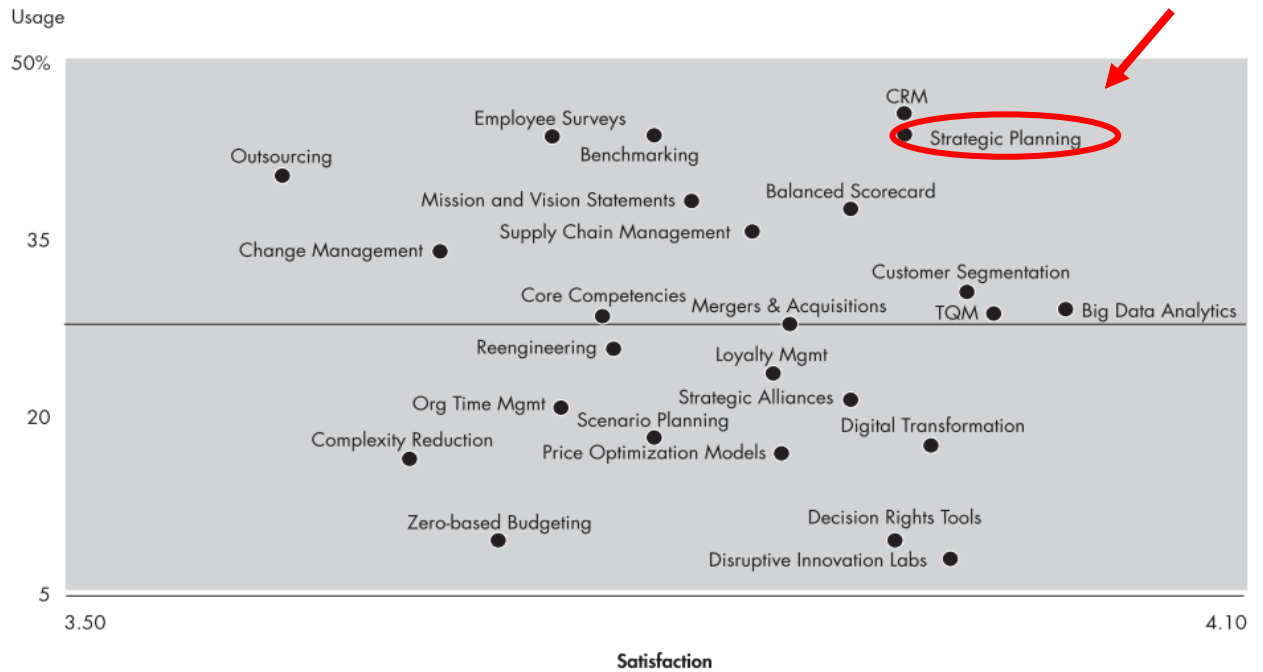 Usage
50%
CRM
Employee Surveys
Strategic Planning
Benchmarking
Outsourcing
Balanced Scorecard
Mission and Vision Statements
Supply Chain Management
35
Change Management
Customer Segmentation
Core Competencies
Mergers & Acquisitions
TQM
Big Data Analytics
Reengineering
Loyalty Mgmt
Strategic Alliances
Org Time Mgmt
20
Scenario Planning
Digital Transformation
Complexity Reduction
Price Optimization Models
Decision Rights Tools
Zero-based Budgeting
Disruptive Innovation Labs
5
3.50
4.10
Satisfaction